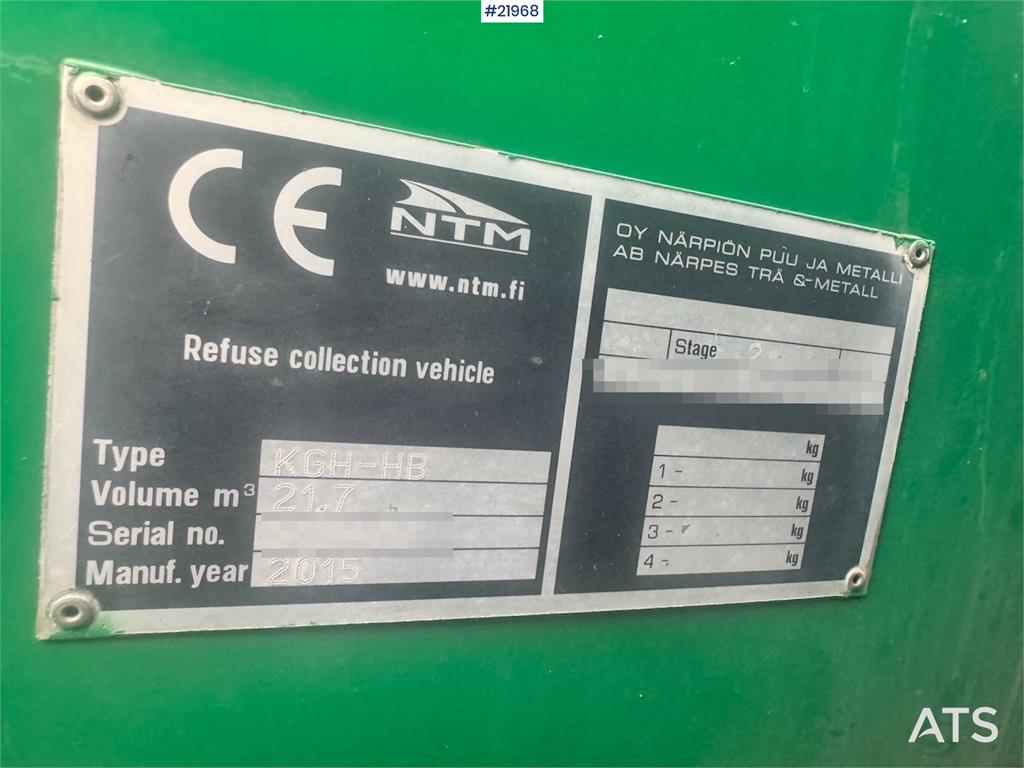 #21968
CE
NTM
www.ntm.fi
Refuse collection vehicle
Type KGH-HB
Volume m³ 21.7
Serial no.
Manuf. year 2015
OY NÄRPIÖN PUU JA METALLI
AB NÄRPES TRÄ &-METALL
Stage 2
kg
1- kg
2- kg
3- kg
4- kg
ATS